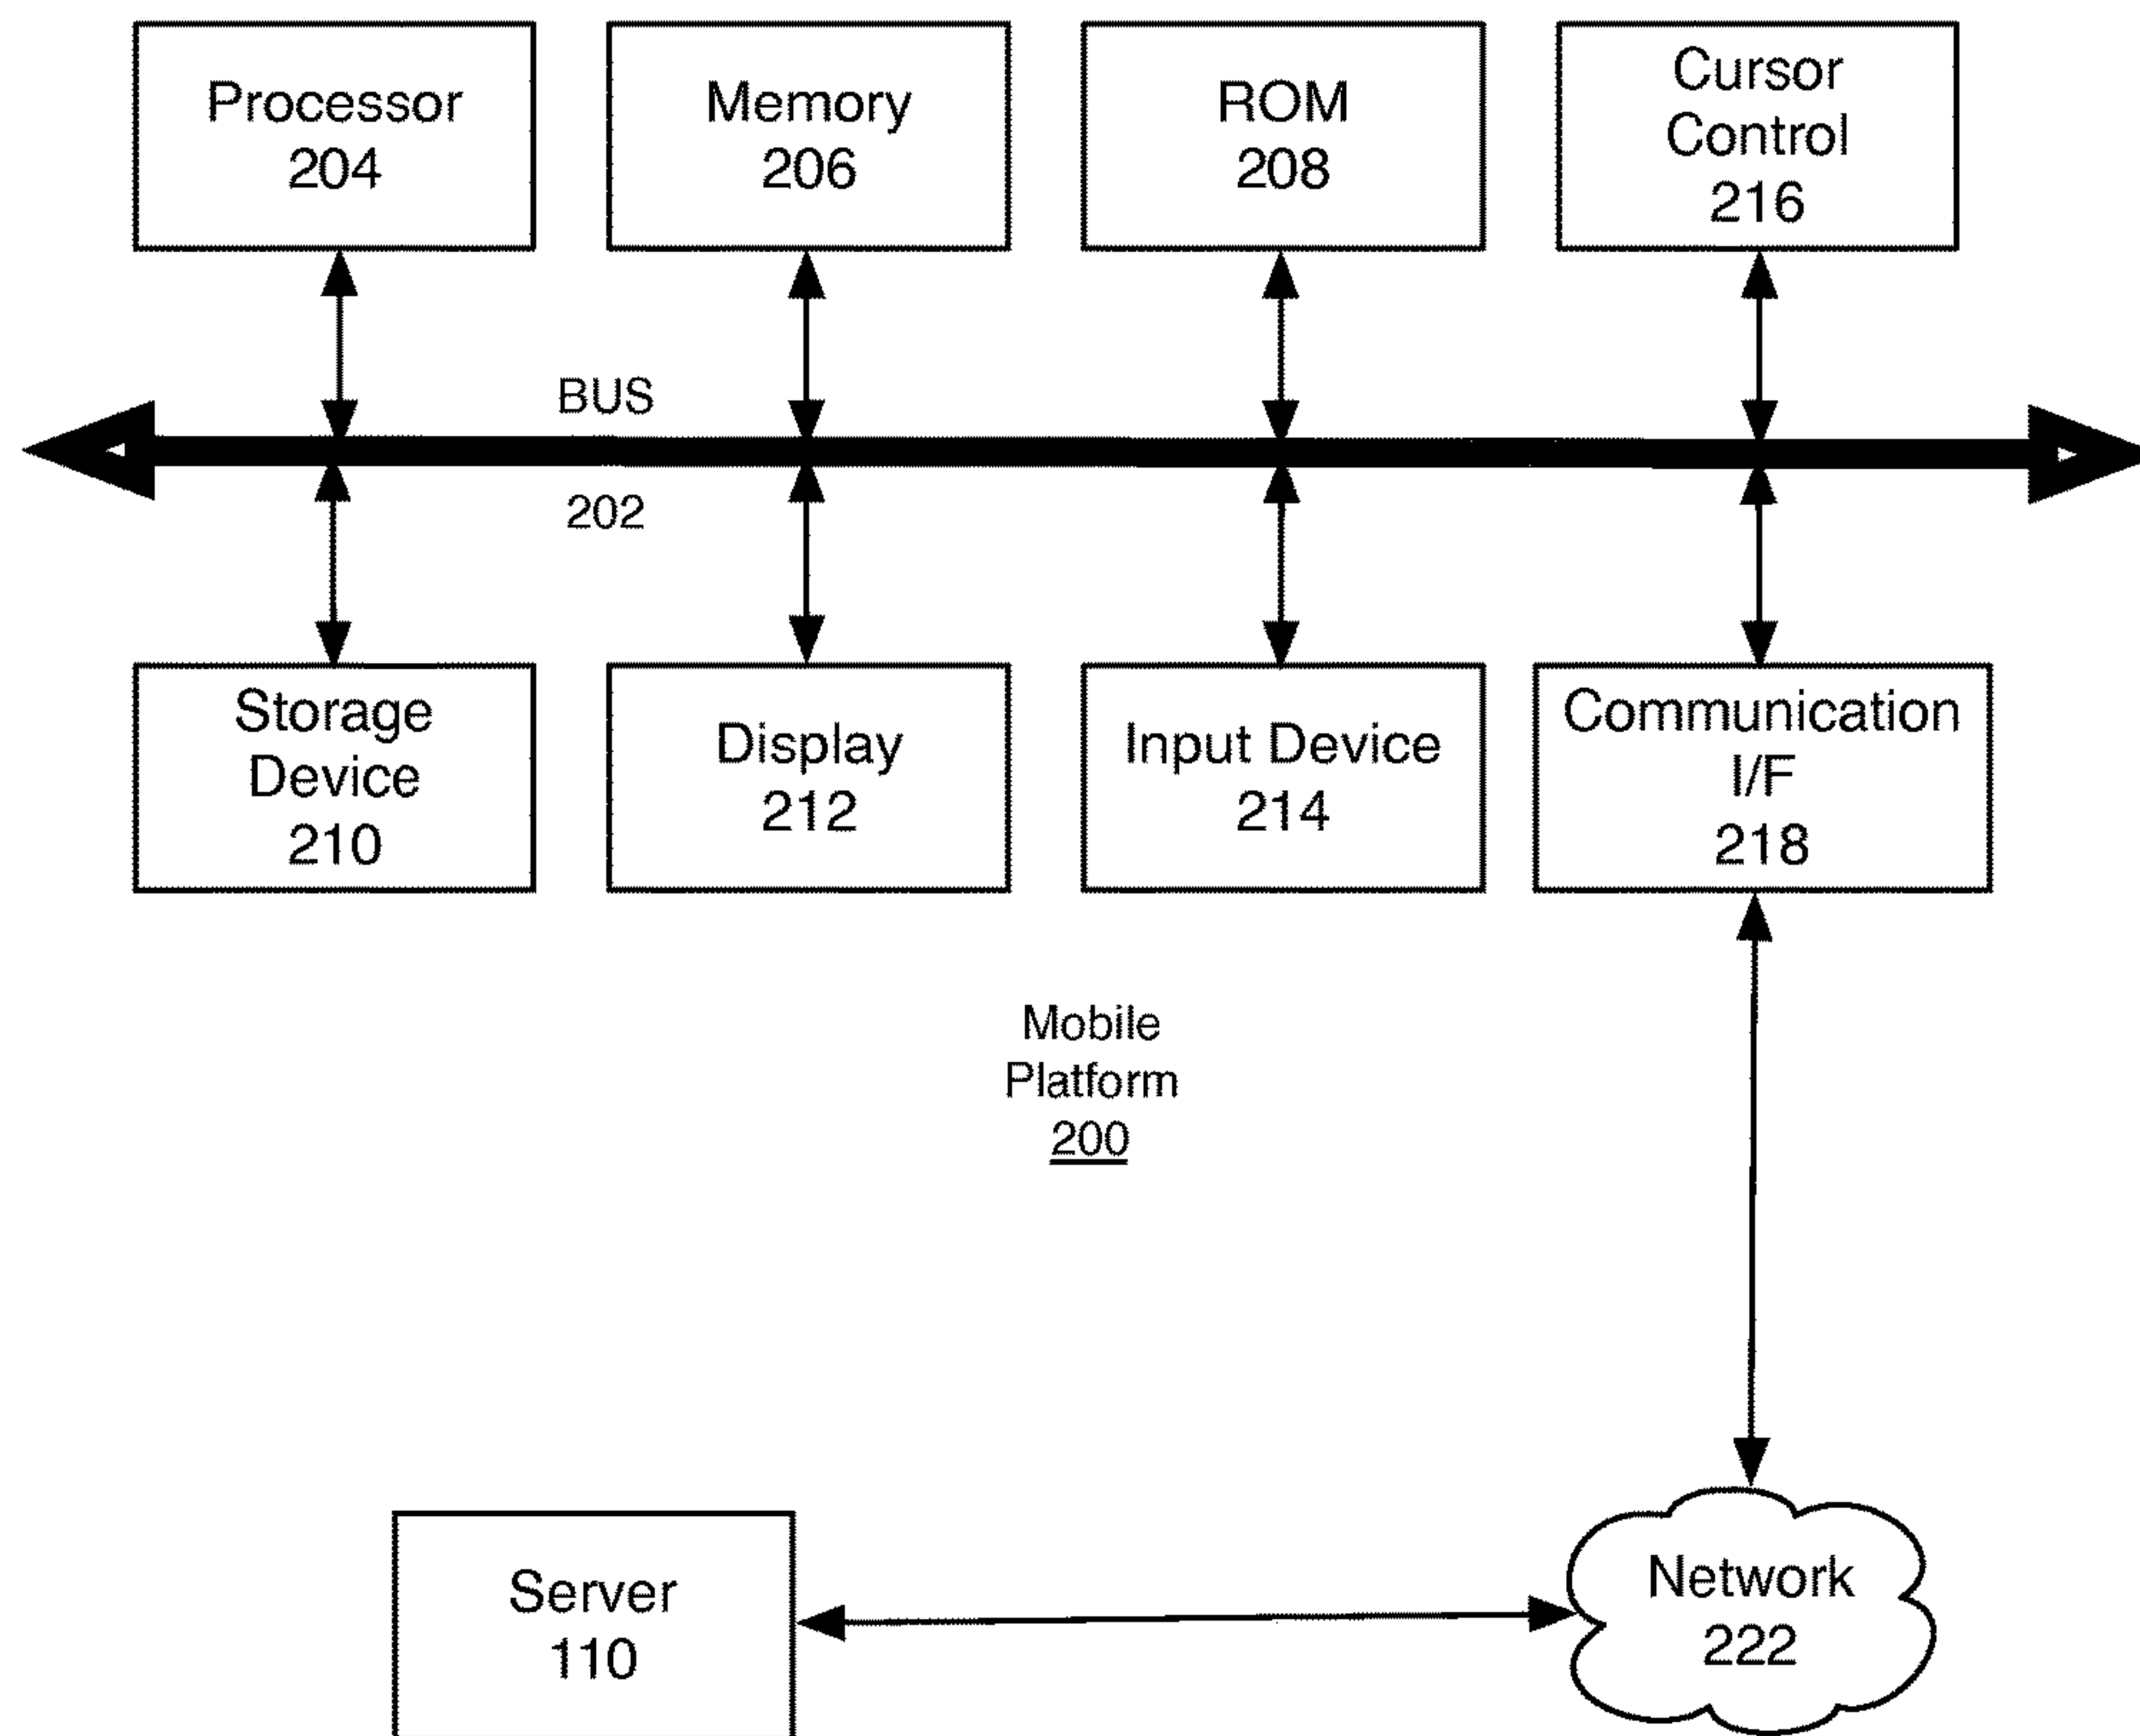 Processor
204
Memory
206
ROM
208
Cursor
Control
216
BUS
202
Storage
Device
210
Display
212
Input Device
214
Communication
I/F
218
Mobile
Platform
200
Server
110
Network
222